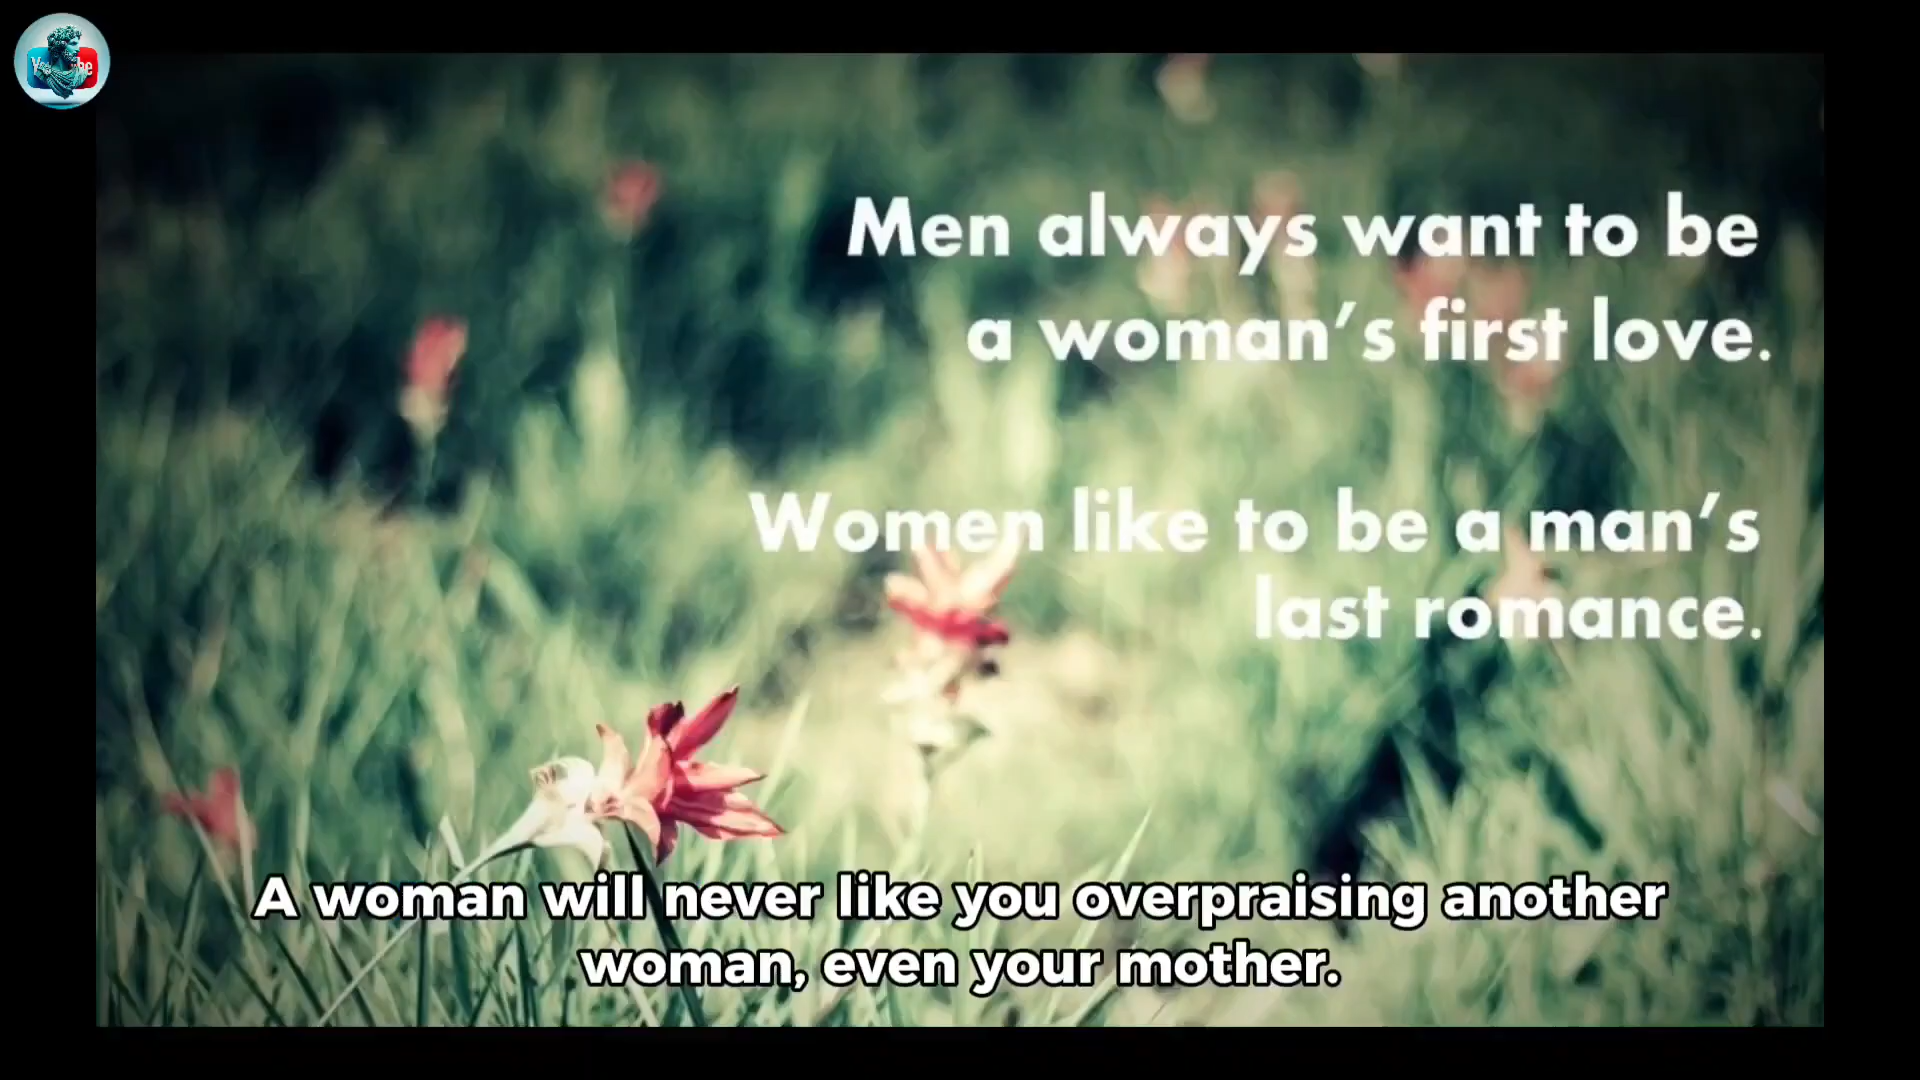 Men always want to be
a woman’s first love.
Women like to be a man’s
last romance.
A woman will never like you overpraising another
woman, even your mother.